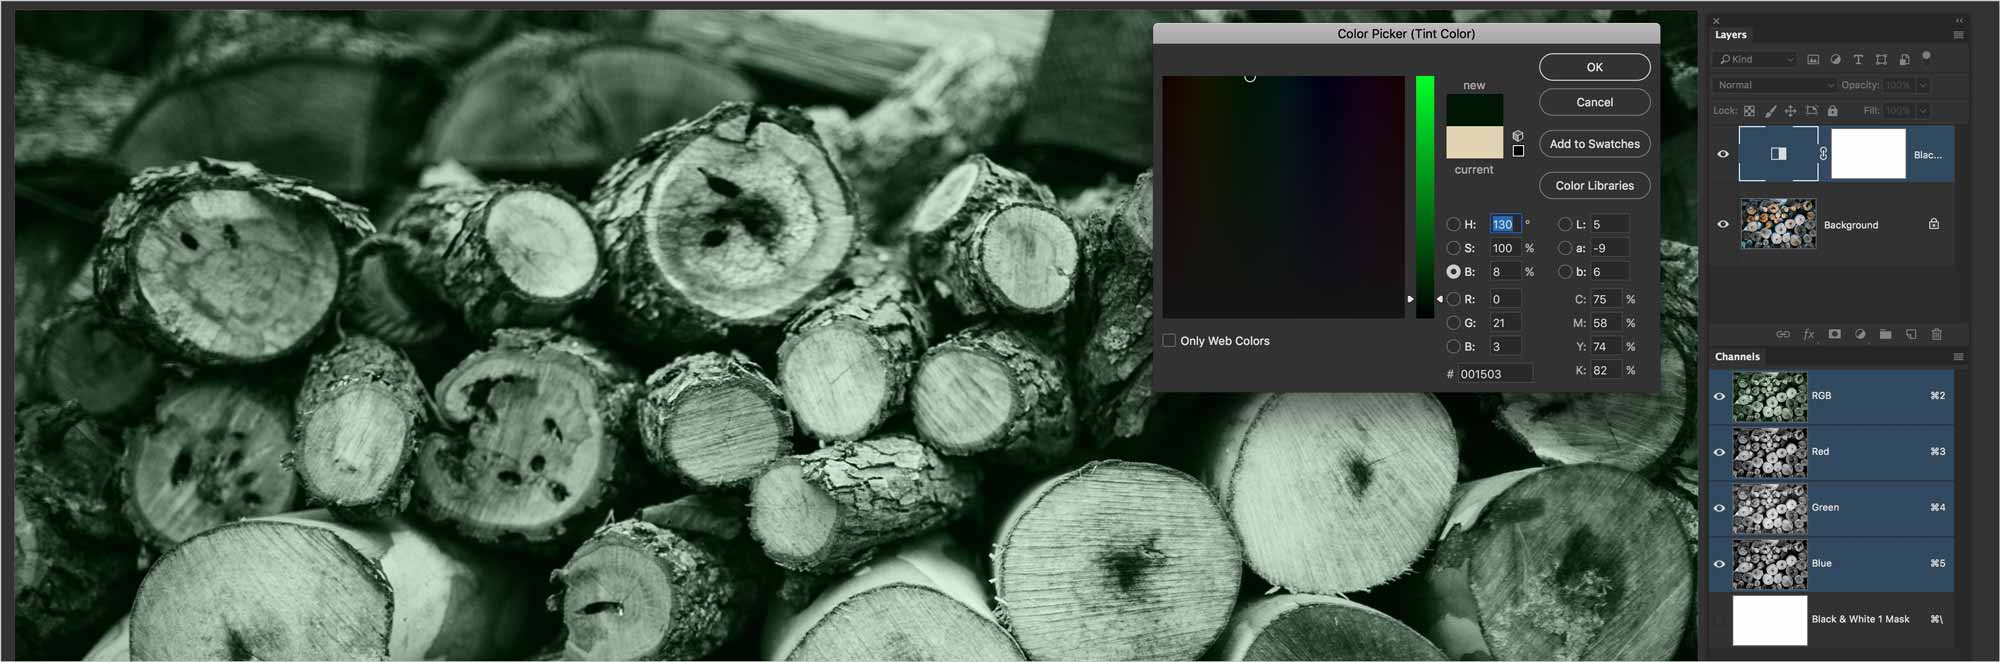 Color Picker (Tint Color)
new
current
OK
Cancel
Add to Swatches
Color Libraries
H: 130 °
S: 100 %
B: 8 %
R: 0
G: 21
B: 3
# 001503
L: 5
a: -9
b: 6
C: 75 %
M: 58 %
Y: 74 %
K: 82 %
Only Web Colors
Layers
Kind
Normal
Opacity: 100%
Lock:
Fill: 100%
Blac...
Background
fx
Channels
RGB ⌘2
Red ⌘3
Green ⌘4
Blue ⌘5
Black & White 1 Mask ⌘\